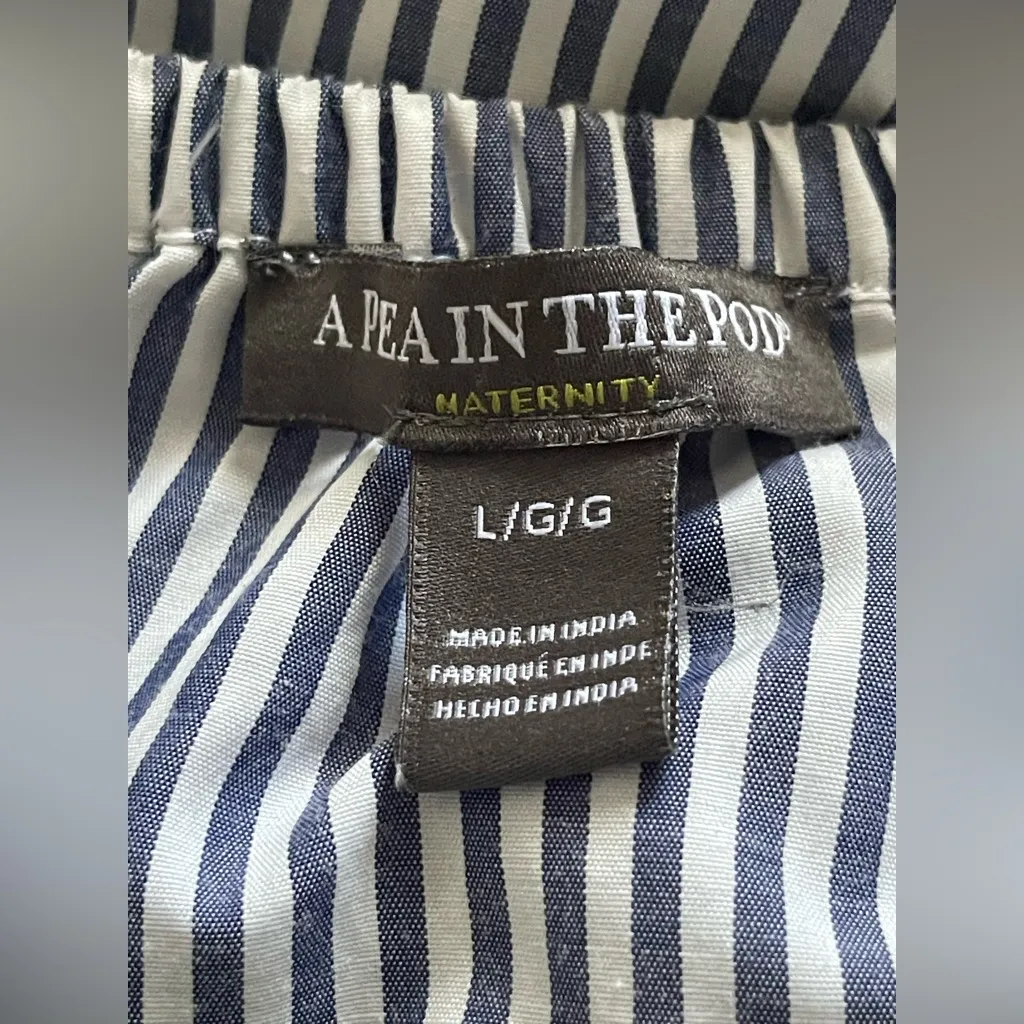 A PEA IN THE POD®
MATERNITY
L/G/G
MADE IN INDIA
FABRIQUÉ EN INDE
HECHO EN INDIA